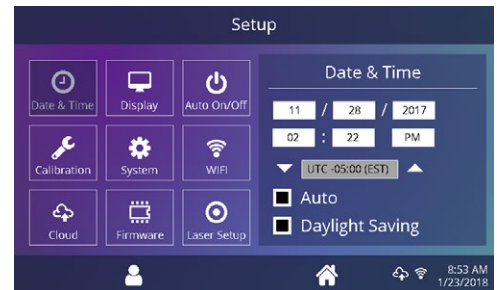 Setup
Date & Time Display Auto On/Off
Calibration System WIFI
Cloud Firmware Laser Setup
Date & Time
11 / 28 / 2017
02 : 22 PM
UTC -05:00 (EST)
Auto
Daylight Saving
8:53 AM
1/23/2018